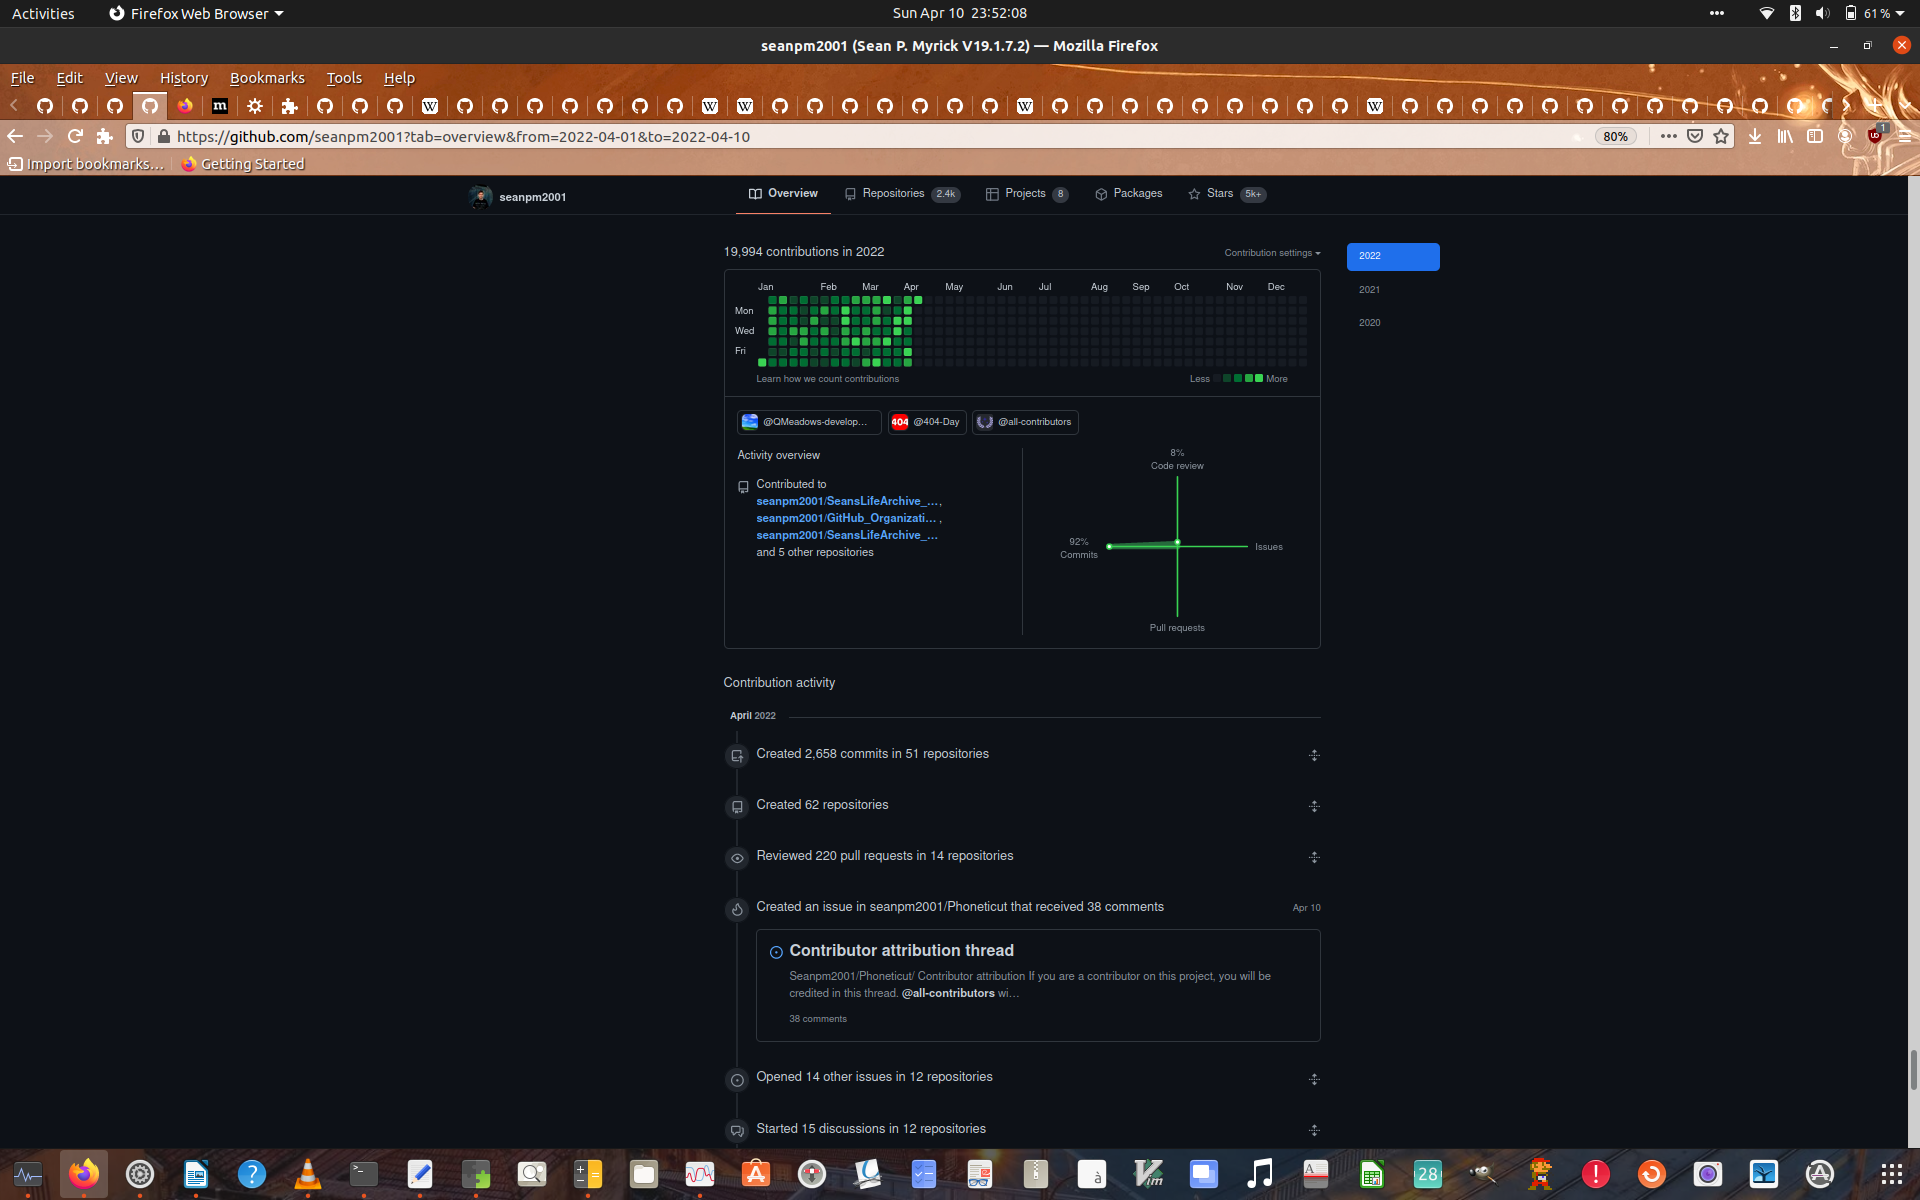 Activities
Firefox Web Browser
Sun Apr 10 23:52:08
61 %
seanpm2001 (Sean P. Myrick V19.1.7.2) — Mozilla Firefox
File Edit View History Bookmarks Tools Help
https://github.com/seanpm2001?tab=overview&from=2022-04-01&to=2022-04-10
80%
1
Import bookmarks...
Getting Started
seanpm2001
Overview
Repositories 2.4k
Projects 8
Packages
Stars 5k+
19,994 contributions in 2022
Contribution settings
2022
2021
2020
Jan Feb Mar Apr May Jun Jul Aug Sep Oct Nov Dec
Mon
Wed
Fri
Learn how we count contributions
Less More
@QMeadows-develop...
404 @404-Day
@all-contributors
Activity overview
Contributed to
seanpm2001/SeansLifeArchive_... ,
seanpm2001/GitHub_Organizati... ,
seanpm2001/SeansLifeArchive_...
and 5 other repositories
8%
Code review
92%
Commits
Issues
Pull requests
Contribution activity
April 2022
Created 2,658 commits in 51 repositories
Created 62 repositories
Reviewed 220 pull requests in 14 repositories
Created an issue in seanpm2001/Phoneticut that received 38 comments
Apr 10
Contributor attribution thread
Seanpm2001/Phoneticut/ Contributor attribution If you are a contributor on this project, you will be
credited in this thread. @all-contributors wi...
38 comments
Opened 14 other issues in 12 repositories
Started 15 discussions in 12 repositories
28